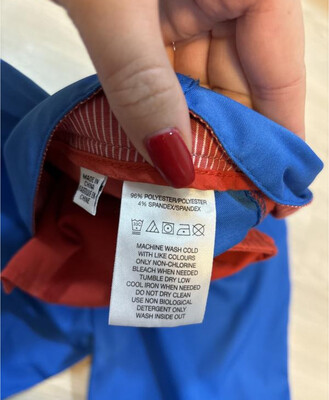 MADE IN
CHINA
96% POLYESTER/POLYESTER
4% SPANDEX/SPANDEX
MACHINE WASH COLD
WITH LIKE COLOURS
ONLY NON-CHLORINE
BLEACH WHEN NEEDED
TUMBLE DRY LOW
COOL IRON WHEN NEEDED
DO NOT DRY CLEAN
USE NON BIOLOGICAL
DETERGENT ONLY
WASH INSIDE OUT